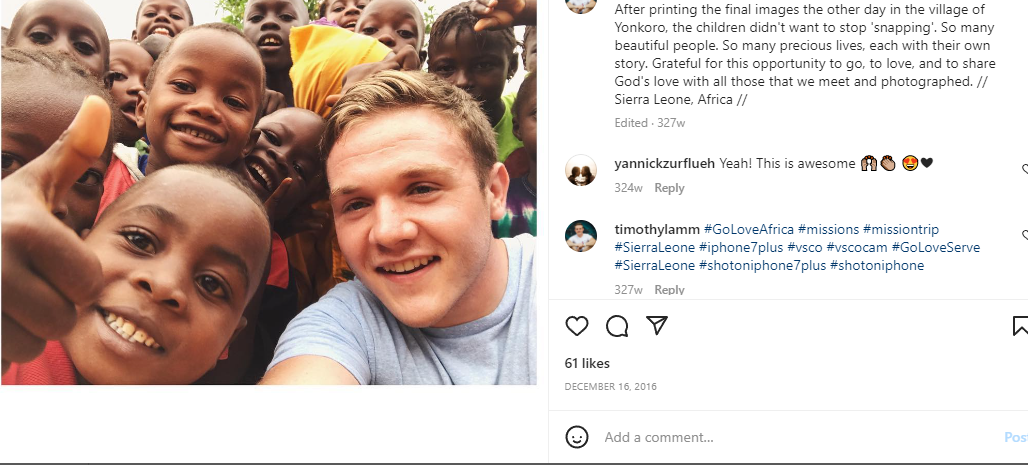 After printing the final images the other day in the village of
Yonkoro, the children didn't want to stop 'snapping'. So many
beautiful people. So many precious lives, each with their own
story. Grateful for this opportunity to go, to love, and to share
God's love with all those that we meet and photographed. //
Sierra Leone, Africa //
Edited · 327w
yannickzurflueh Yeah! This is awesome 🙌🏽👏🏽 😍🖤
324w Reply
timothylamm #GoLoveAfrica #missions #missiontrip
#SierraLeone #iphone7plus #vsco #vscocam #GoLoveServe
#SierraLeone #shotoniphone7plus #shotoniphone
327w Reply
61 likes
DECEMBER 16, 2016
Add a comment...